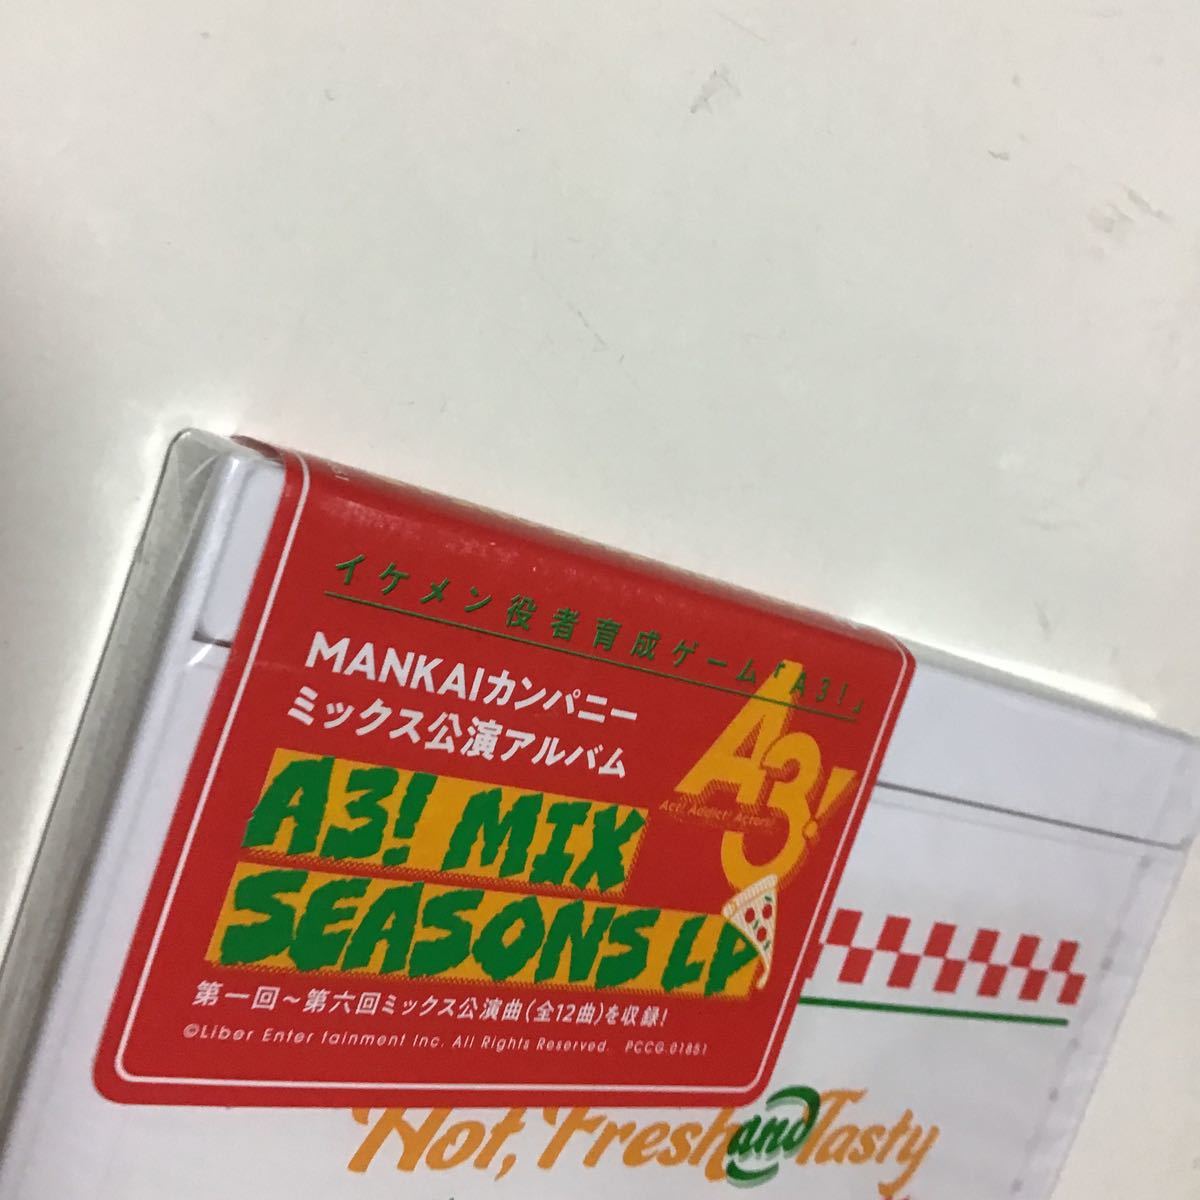 イケメン役者育成ゲーム「A3!」
MANKAIカンパニー
ミックス公演アルバム
A3!
Act! Addict! Actors!
A3! MIX
SEASONS LP
第一回～第六回ミックス公演曲(全12曲)を収録!
©Liber Entertainment Inc. All Rights Reserved. PCCG-01851
Hot, Fresh and Tasty